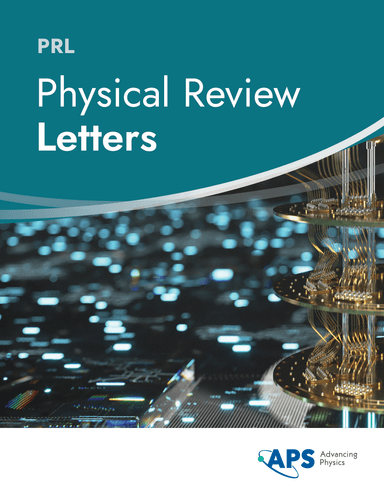 PRL
Physical Review
Letters
APS Advancing
Physics